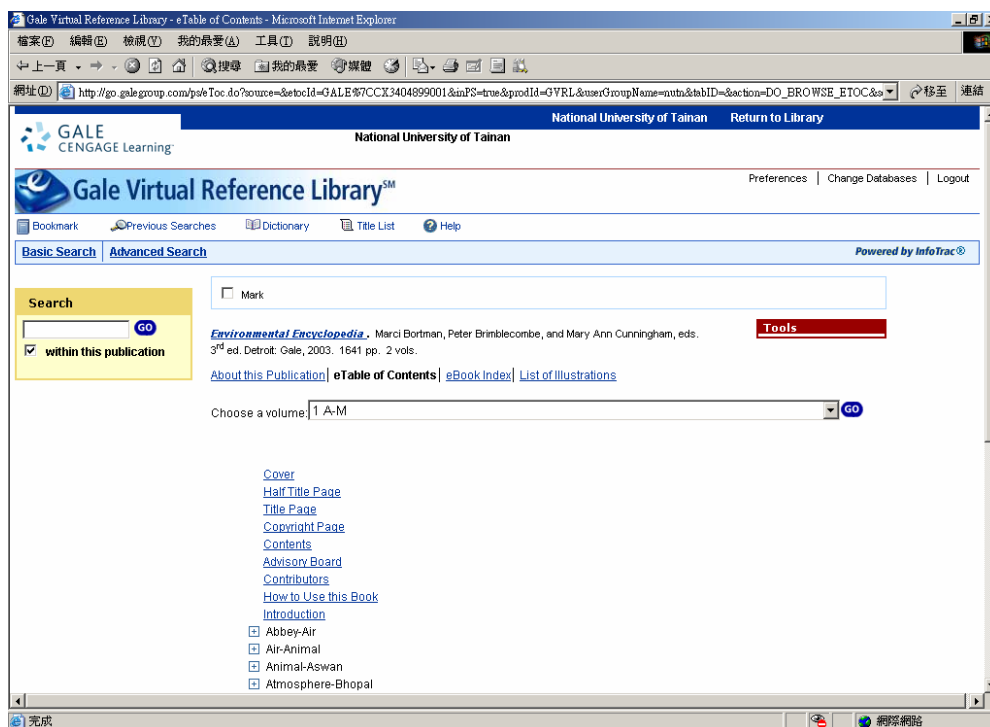 Gale Virtual Reference Library - eTable of Contents - Microsoft Internet Explorer
檔案(F) 編輯(E) 檢視(V) 我的最愛(A) 工具(T) 說明(H)
上一頁 搜尋 我的最愛 媒體
網址(D) http://go.galegroup.com/ps/eToc.do?source=&etocId=GALE%7CCX3404899001&inPS=true&prodId=GVRL&userGroupName=nutn&tabID=&action=DO_BROWSE_ETOC&s 移至 連結
National University of Tainan Return to Library
GALE
CENGAGE Learning
National University of Tainan
Gale Virtual Reference Library SM
Preferences | Change Databases | Logout
Bookmark Previous Searches Dictionary Title List Help
Basic Search | Advanced Search Powered by InfoTrac®
Search
GO
within this publication
Mark
Environmental Encyclopedia . Marci Bortman, Peter Brimblecombe, and Mary Ann Cunningham, eds.
3rd ed. Detroit: Gale, 2003. 1641 pp. 2 vols.
Tools
About this Publication | eTable of Contents | eBook Index | List of Illustrations
Choose a volume: 1 A-M GO
Cover
Half Title Page
Title Page
Copyright Page
Contents
Advisory Board
Contributors
How to Use this Book
Introduction
Abbey-Air
Air-Animal
Animal-Aswan
Atmosphere-Bhopal
完成 網際網路